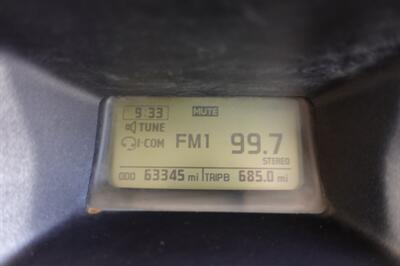 9:33 MUTE
TUNE
I-COM FM1 99.7
STEREO
ODO 63345 mi TRIPB 685.0 mi